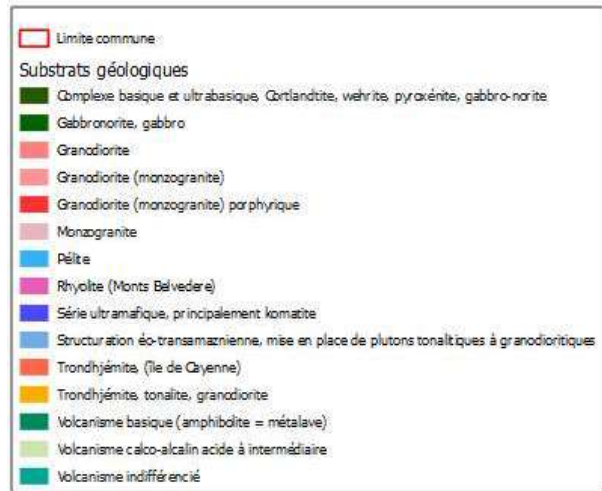 Limite commune
Substrats géologiques
Complexe basique et ultrabasique, Cortlandtite, wehrite, pyroxénite, gabbro-norite
Gabbronorite, gabbro
Granodiorite
Granodiorite (monzogranite)
Granodiorite (monzogranite) porphyrique
Monzogranite
Pélite
Rhyolite (Monts Belvedere)
Série ultramafique, principalement komatite
Structuration éo-transamaznienne, mise en place de plutons tonalitiques à granodioritiques
Trondhjémite, (île de Cayenne)
Trondhjémite, tonalite, granodiorite
Volcanisme basique (amphibolite = métalave)
Volcanisme calco-alcalin acide à intermédiaire
Volcanisme indifférencié